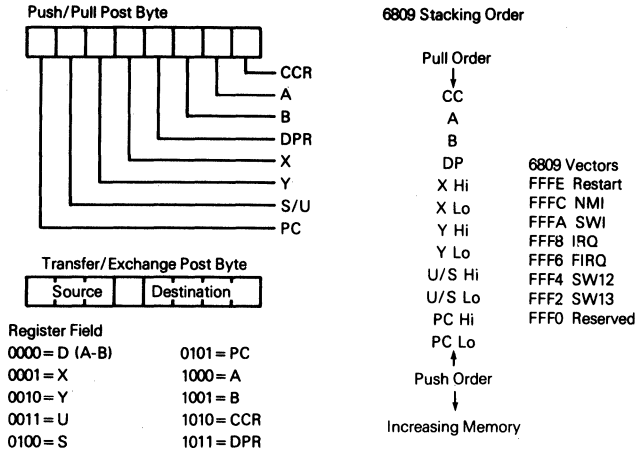 Push/Pull Post Byte
CCR
A
B
DPR
X
Y
S/U
PC
Transfer/Exchange Post Byte
Source Destination
Register Field
0000 = D (A-B) 0101 = PC
0001 = X 1000 = A
0010 = Y 1001 = B
0011 = U 1010 = CCR
0100 = S 1011 = DPR
6809 Stacking Order
Pull Order
CC
A
B
DP
X Hi
X Lo
Y Hi
Y Lo
U/S Hi
U/S Lo
PC Hi
PC Lo
Push Order
Increasing Memory
6809 Vectors
FFFE Restart
FFFC NMI
FFFA SWI
FFF8 IRQ
FFF6 FIRQ
FFF4 SW12
FFF2 SW13
FFF0 Reserved